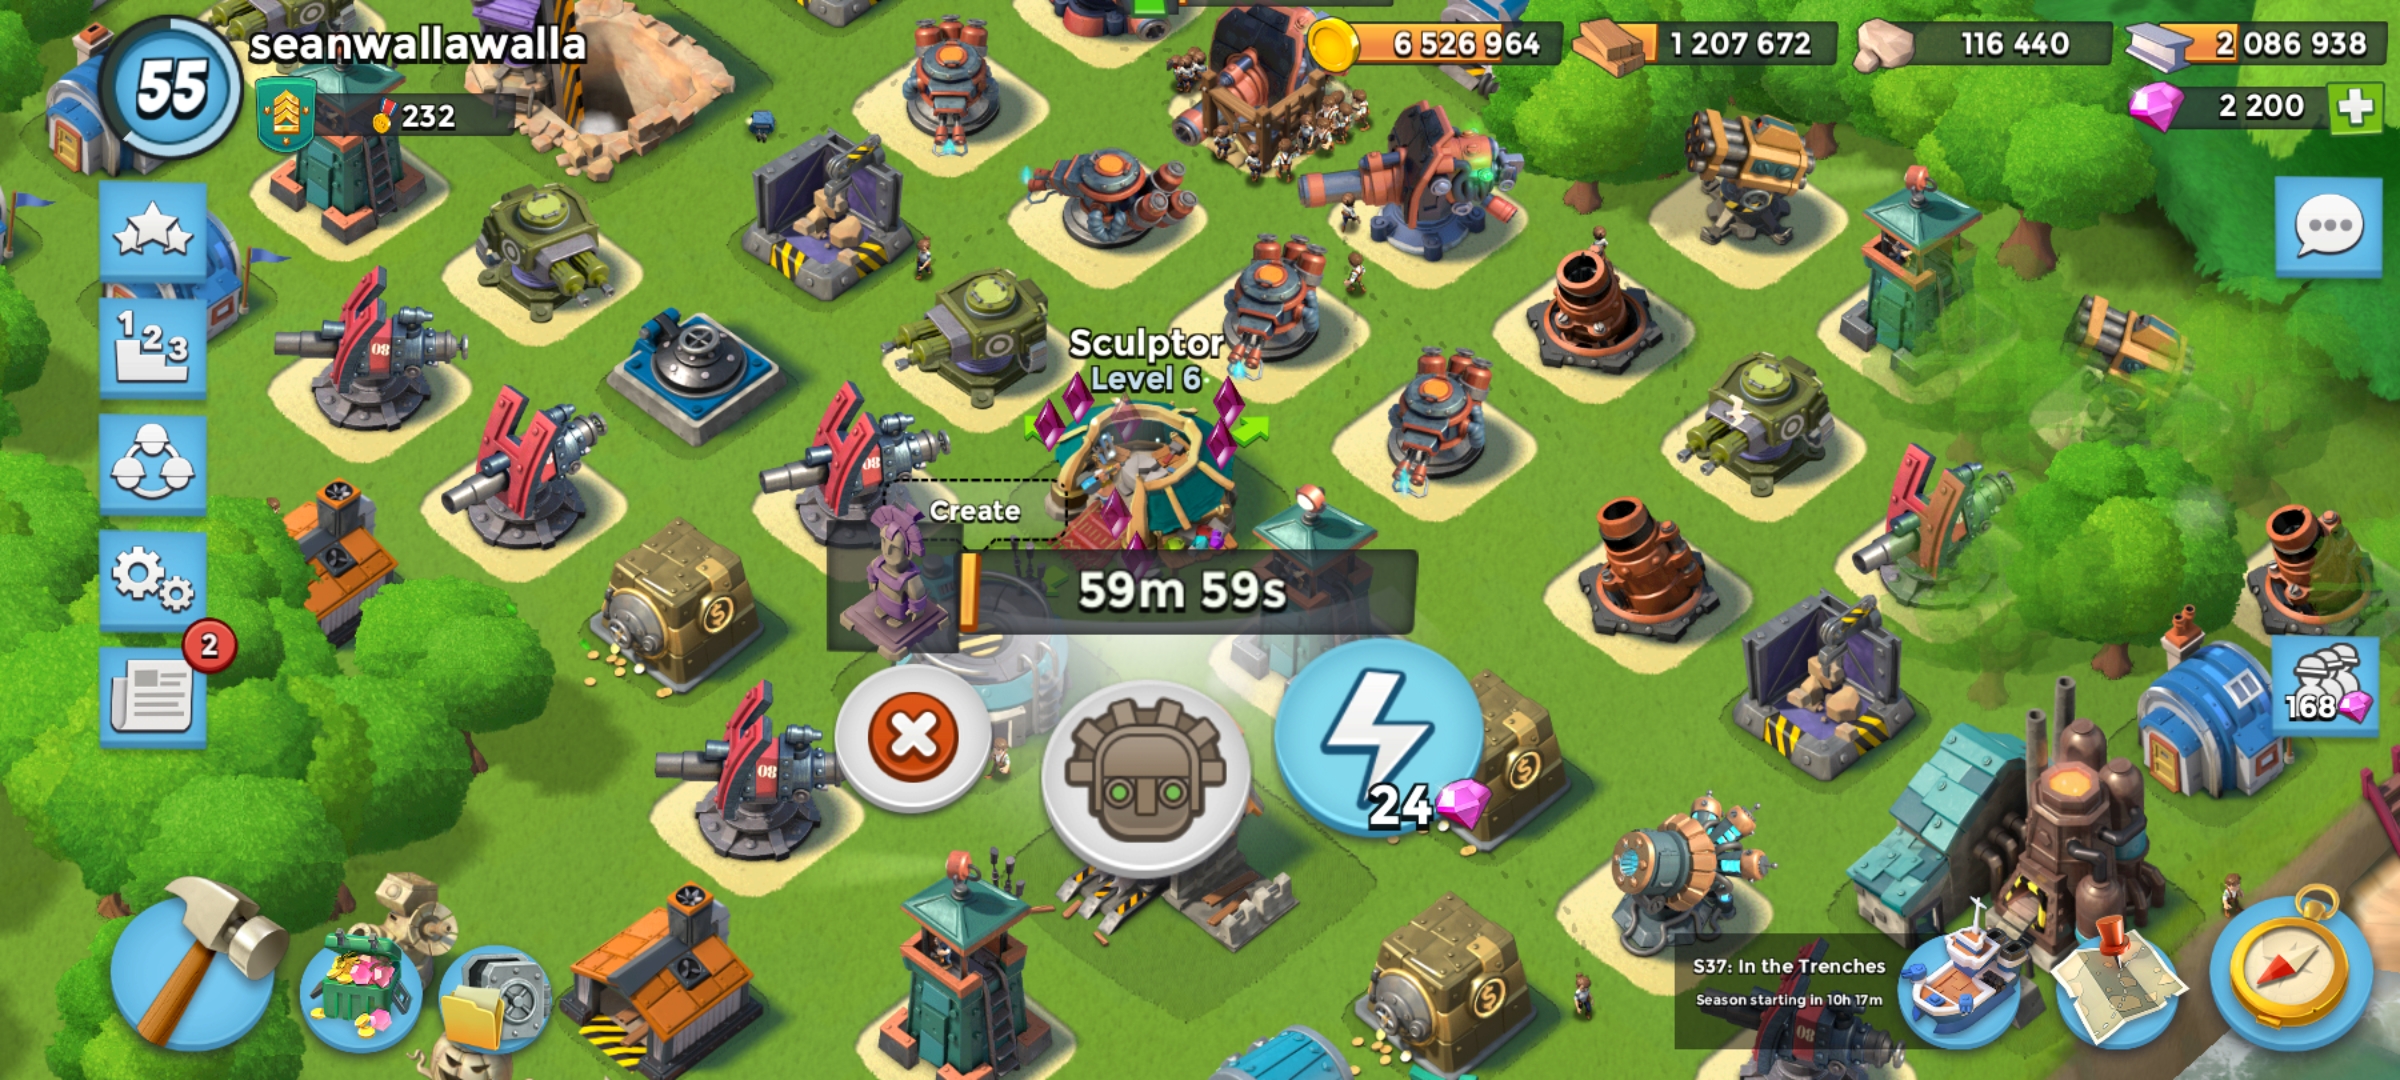 55
seanwallawalla
232
6 526 964
1 207 672
116 440
2 086 938
2 200
1 2 3
2
08
08
08
Sculptor
Level 6
Create
59m 59s
24
168
S37: In the Trenches
Season starting in 10h 17m
08